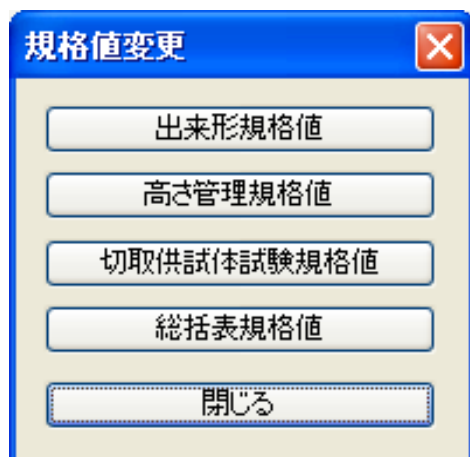 規格値変更
出来形規格値
高さ管理規格値
切取供試体試験規格値
総括表規格値
閉じる